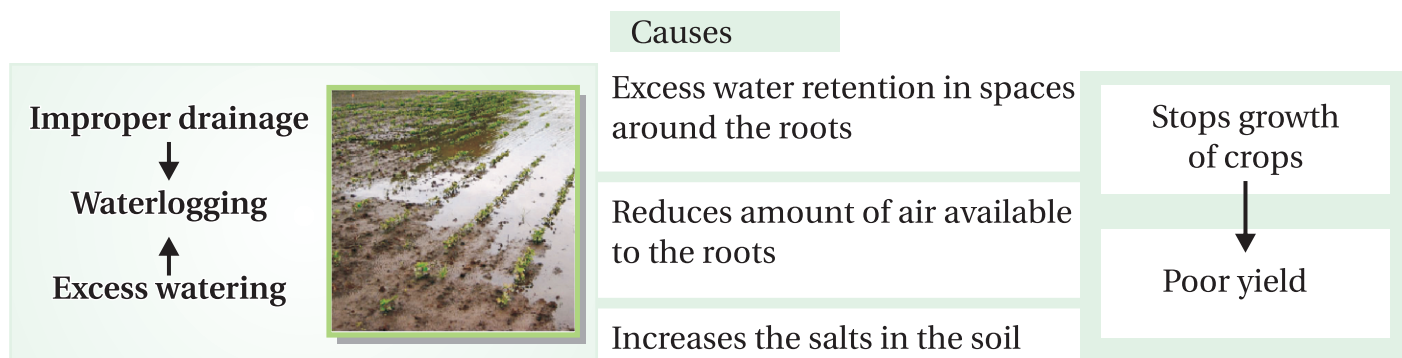 Improper drainage
Waterlogging
Excess watering
Causes
Excess water retention in spaces
around the roots
Reduces amount of air available
to the roots
Increases the salts in the soil
Stops growth
of crops
Poor yield